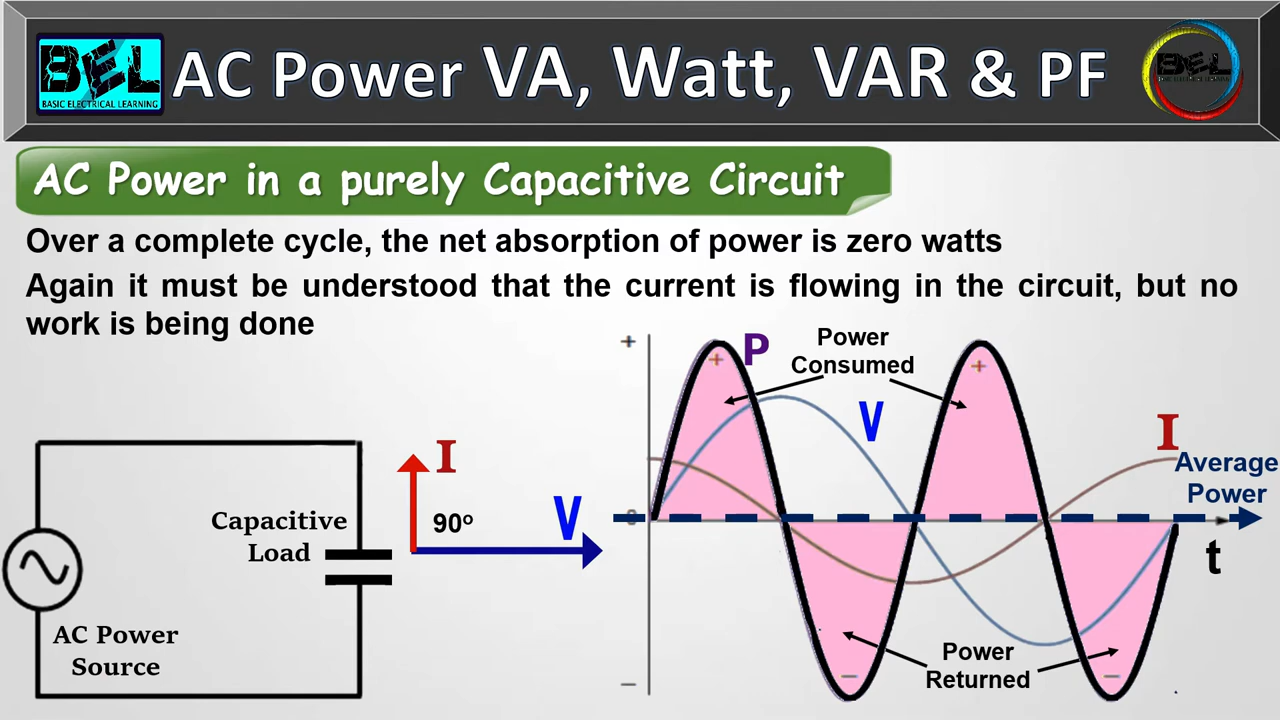 BEL
BASIC ELECTRICAL LEARNING
AC Power VA, Watt, VAR & PF
BEL
AC Power in a purely Capacitive Circuit
Over a complete cycle, the net absorption of power is zero watts
Again it must be understood that the current is flowing in the circuit, but no
work is being done
+
P
Power
Consumed
+
+
V
I
Average
Power
I
90º
V
0
t
Capacitive
Load
AC Power
Source
Power
Returned
–
–
–